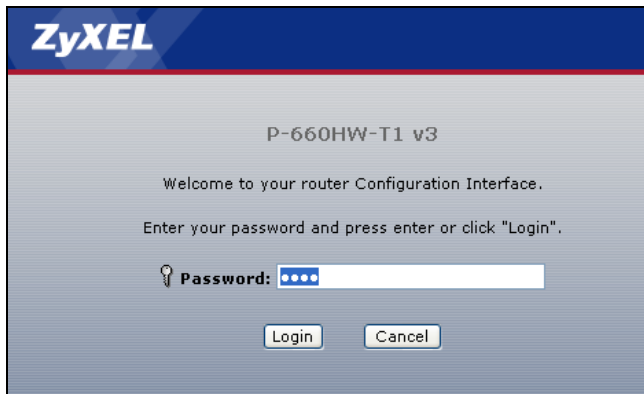 ZyXEL
P-660HW-T1 v3
Welcome to your router Configuration Interface.
Enter your password and press enter or click "Login".
Password: ••••
Login Cancel